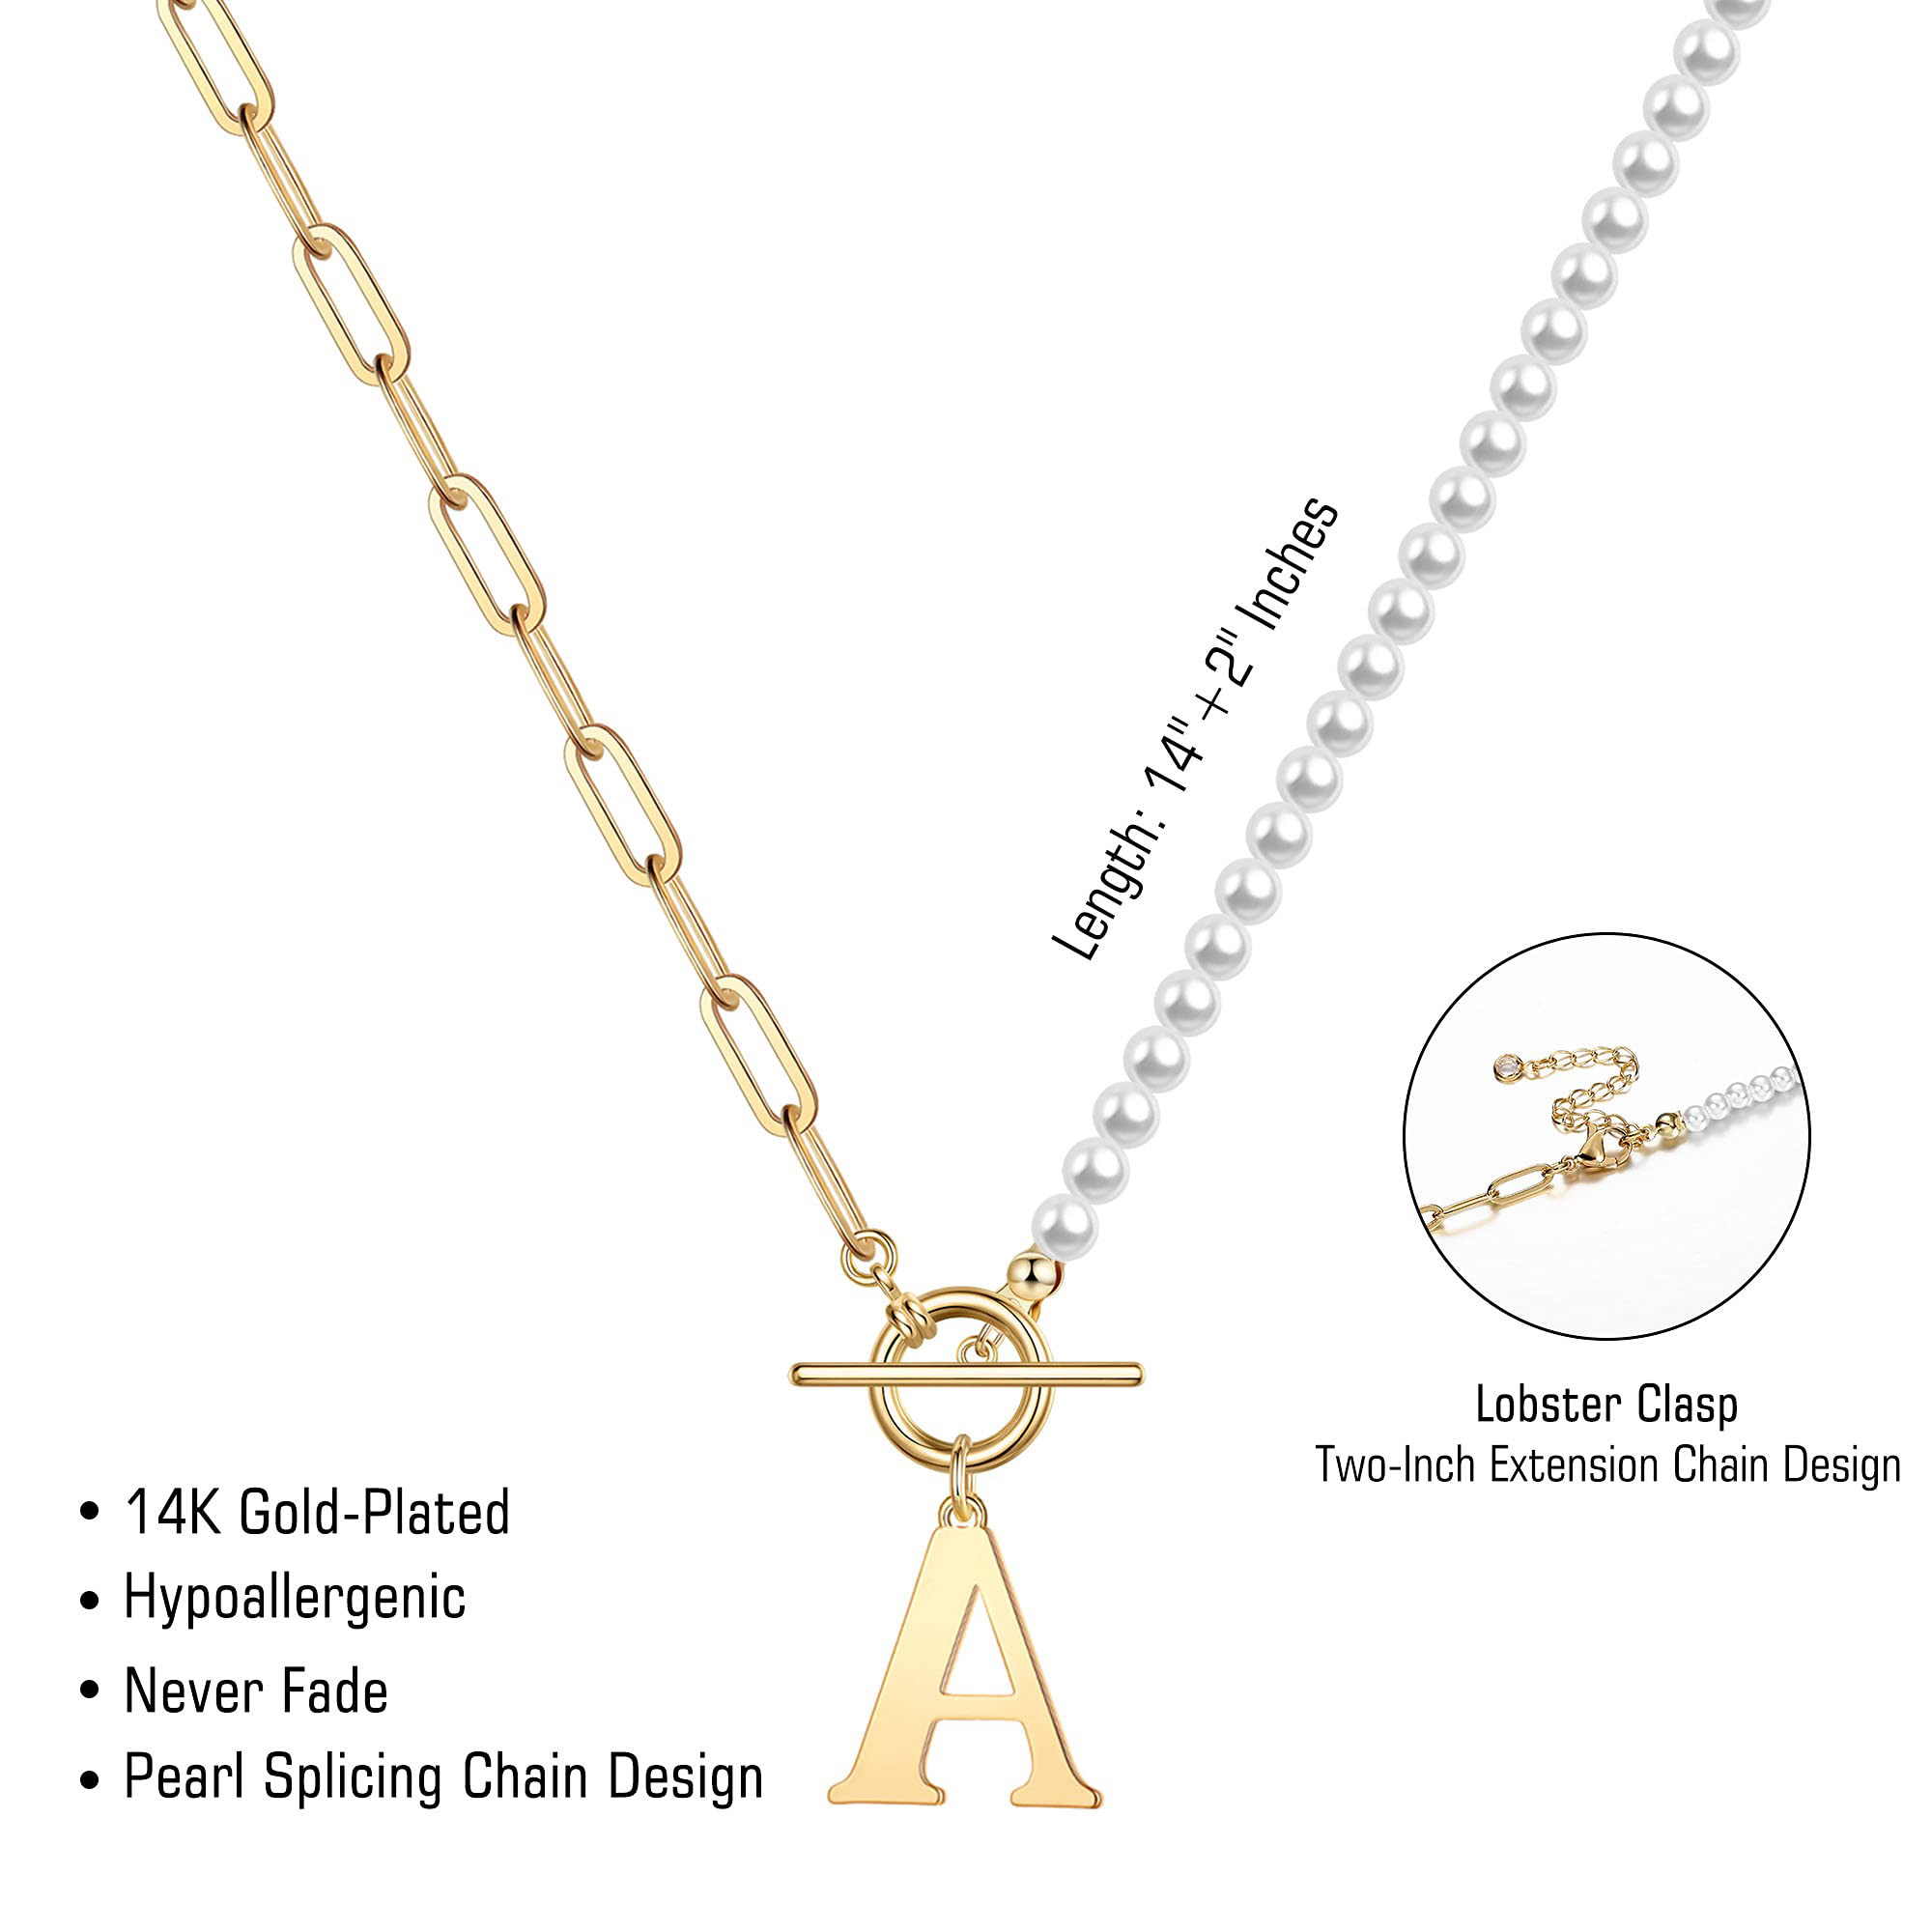 Length: 14"+2" Inches
Lobster Clasp
Two-Inch Extension Chain Design
• 14K Gold-Plated
• Hypoallergenic
• Never Fade
• Pearl Splicing Chain Design
A